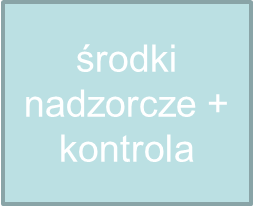 środki
nadzorcze +
kontrola